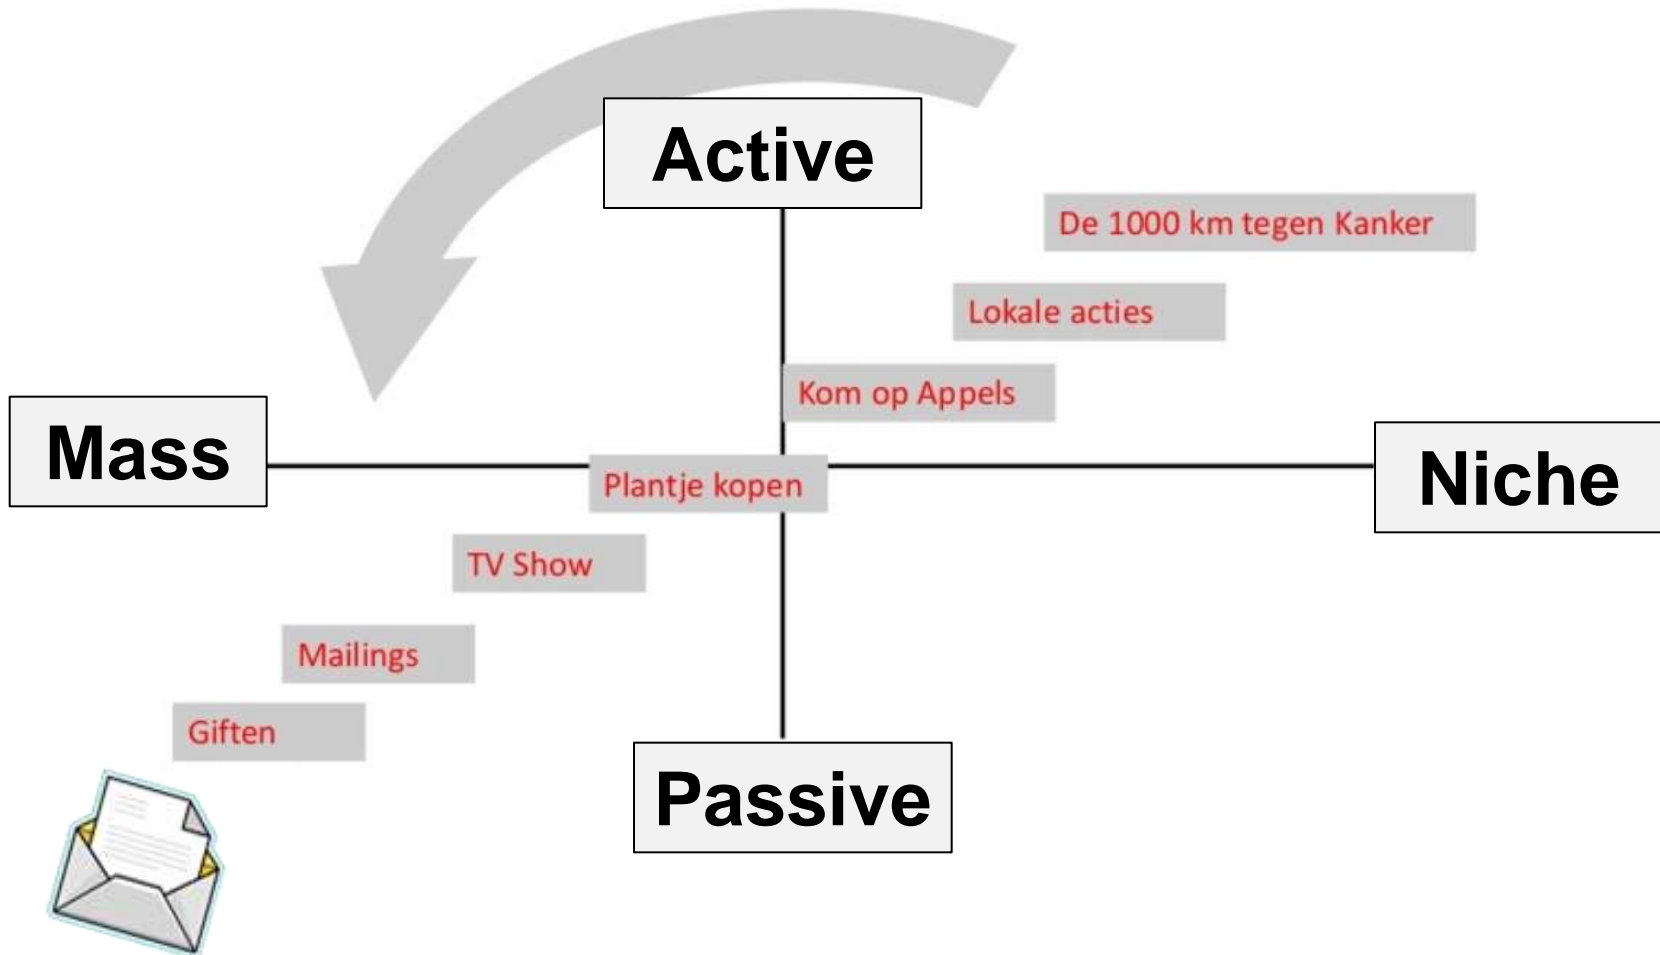 Active
De 1000 km tegen Kanker
Lokale acties
Kom op Appels
Mass
Niche
Plantje kopen
TV Show
Mailings
Giften
Passive